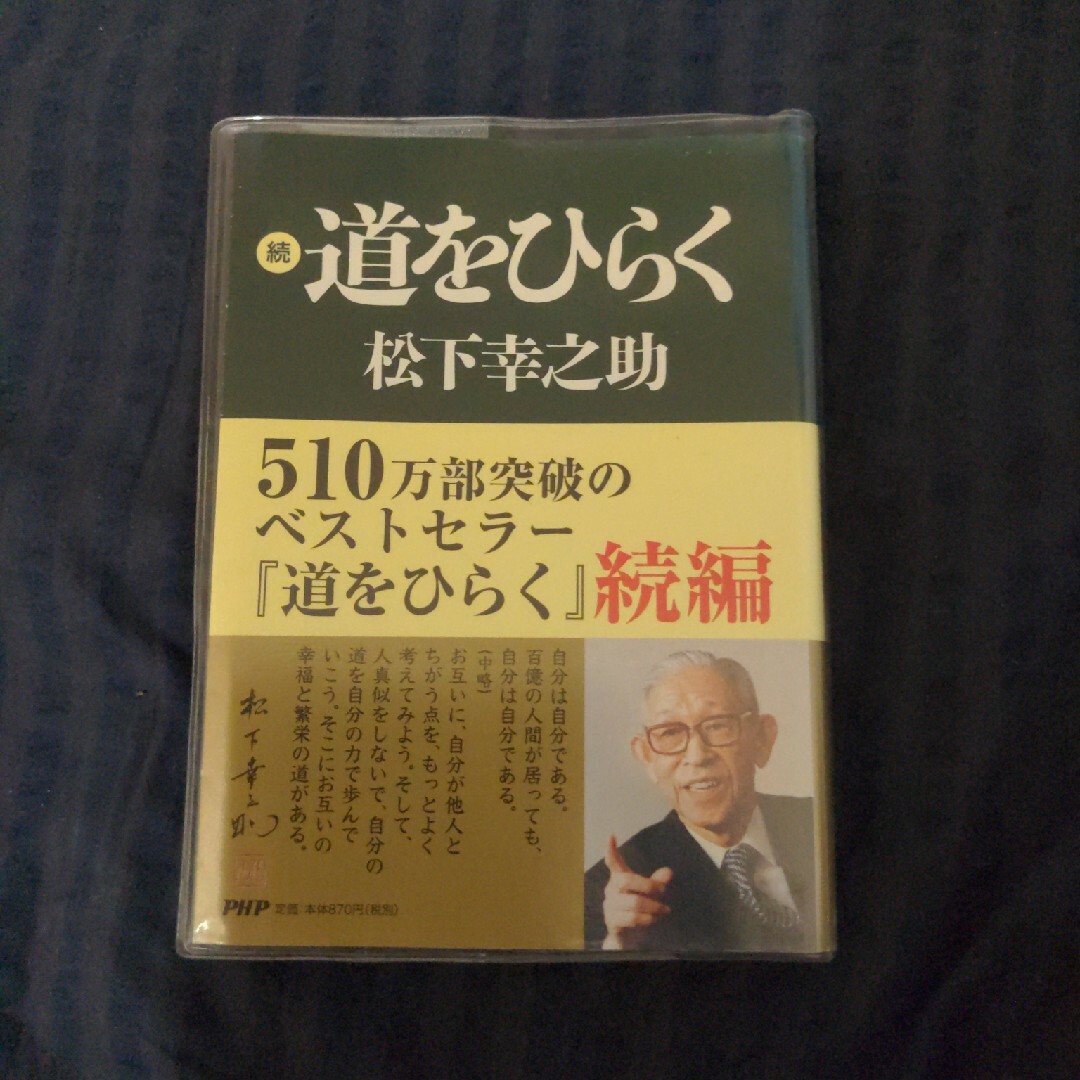 続
道をひらく
松下幸之助
510万部突破の
ベストセラー
『道をひらく』続編
自分は自分である。
百億の人間が居っても、
自分は自分である。
(中略)
お互いに、自分が他人と
ちがう点を、もっとよく
考えてみよう。そして、
人真似をしないで、自分の
道を自分の力で歩んで
いこう。そこにお互いの
幸福と繁栄の道がある。
松下幸之助
PHP 定価:本体870円(税別)